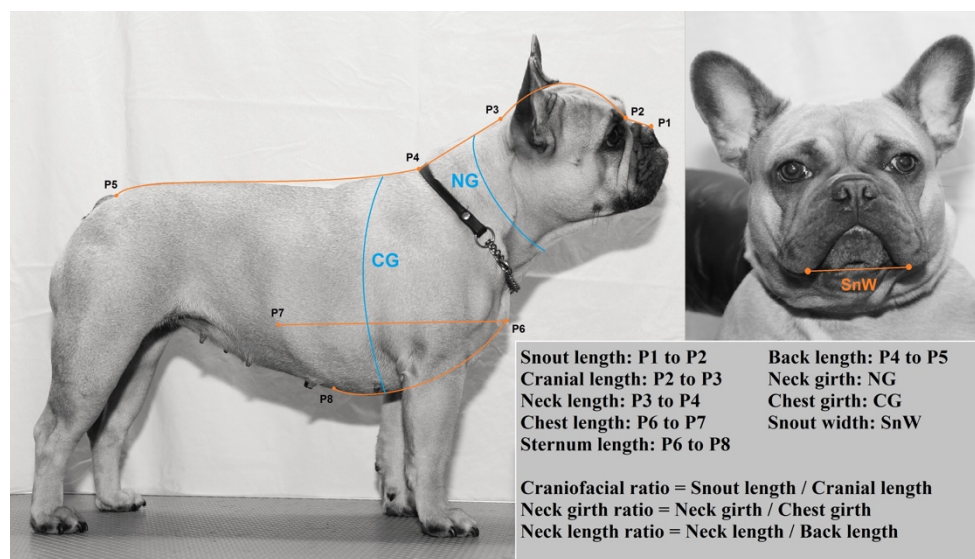 P3
P2
P1
P4
NG
P5
CG
SnW
P7
P6
P8
Snout length: P1 to P2
Back length: P4 to P5
Cranial length: P2 to P3
Neck girth: NG
Neck length: P3 to P4
Chest girth: CG
Chest length: P6 to P7
Snout width: SnW
Sternum length: P6 to P8
Craniofacial ratio = Snout length / Cranial length
Neck girth ratio = Neck girth / Chest girth
Neck length ratio = Neck length / Back length